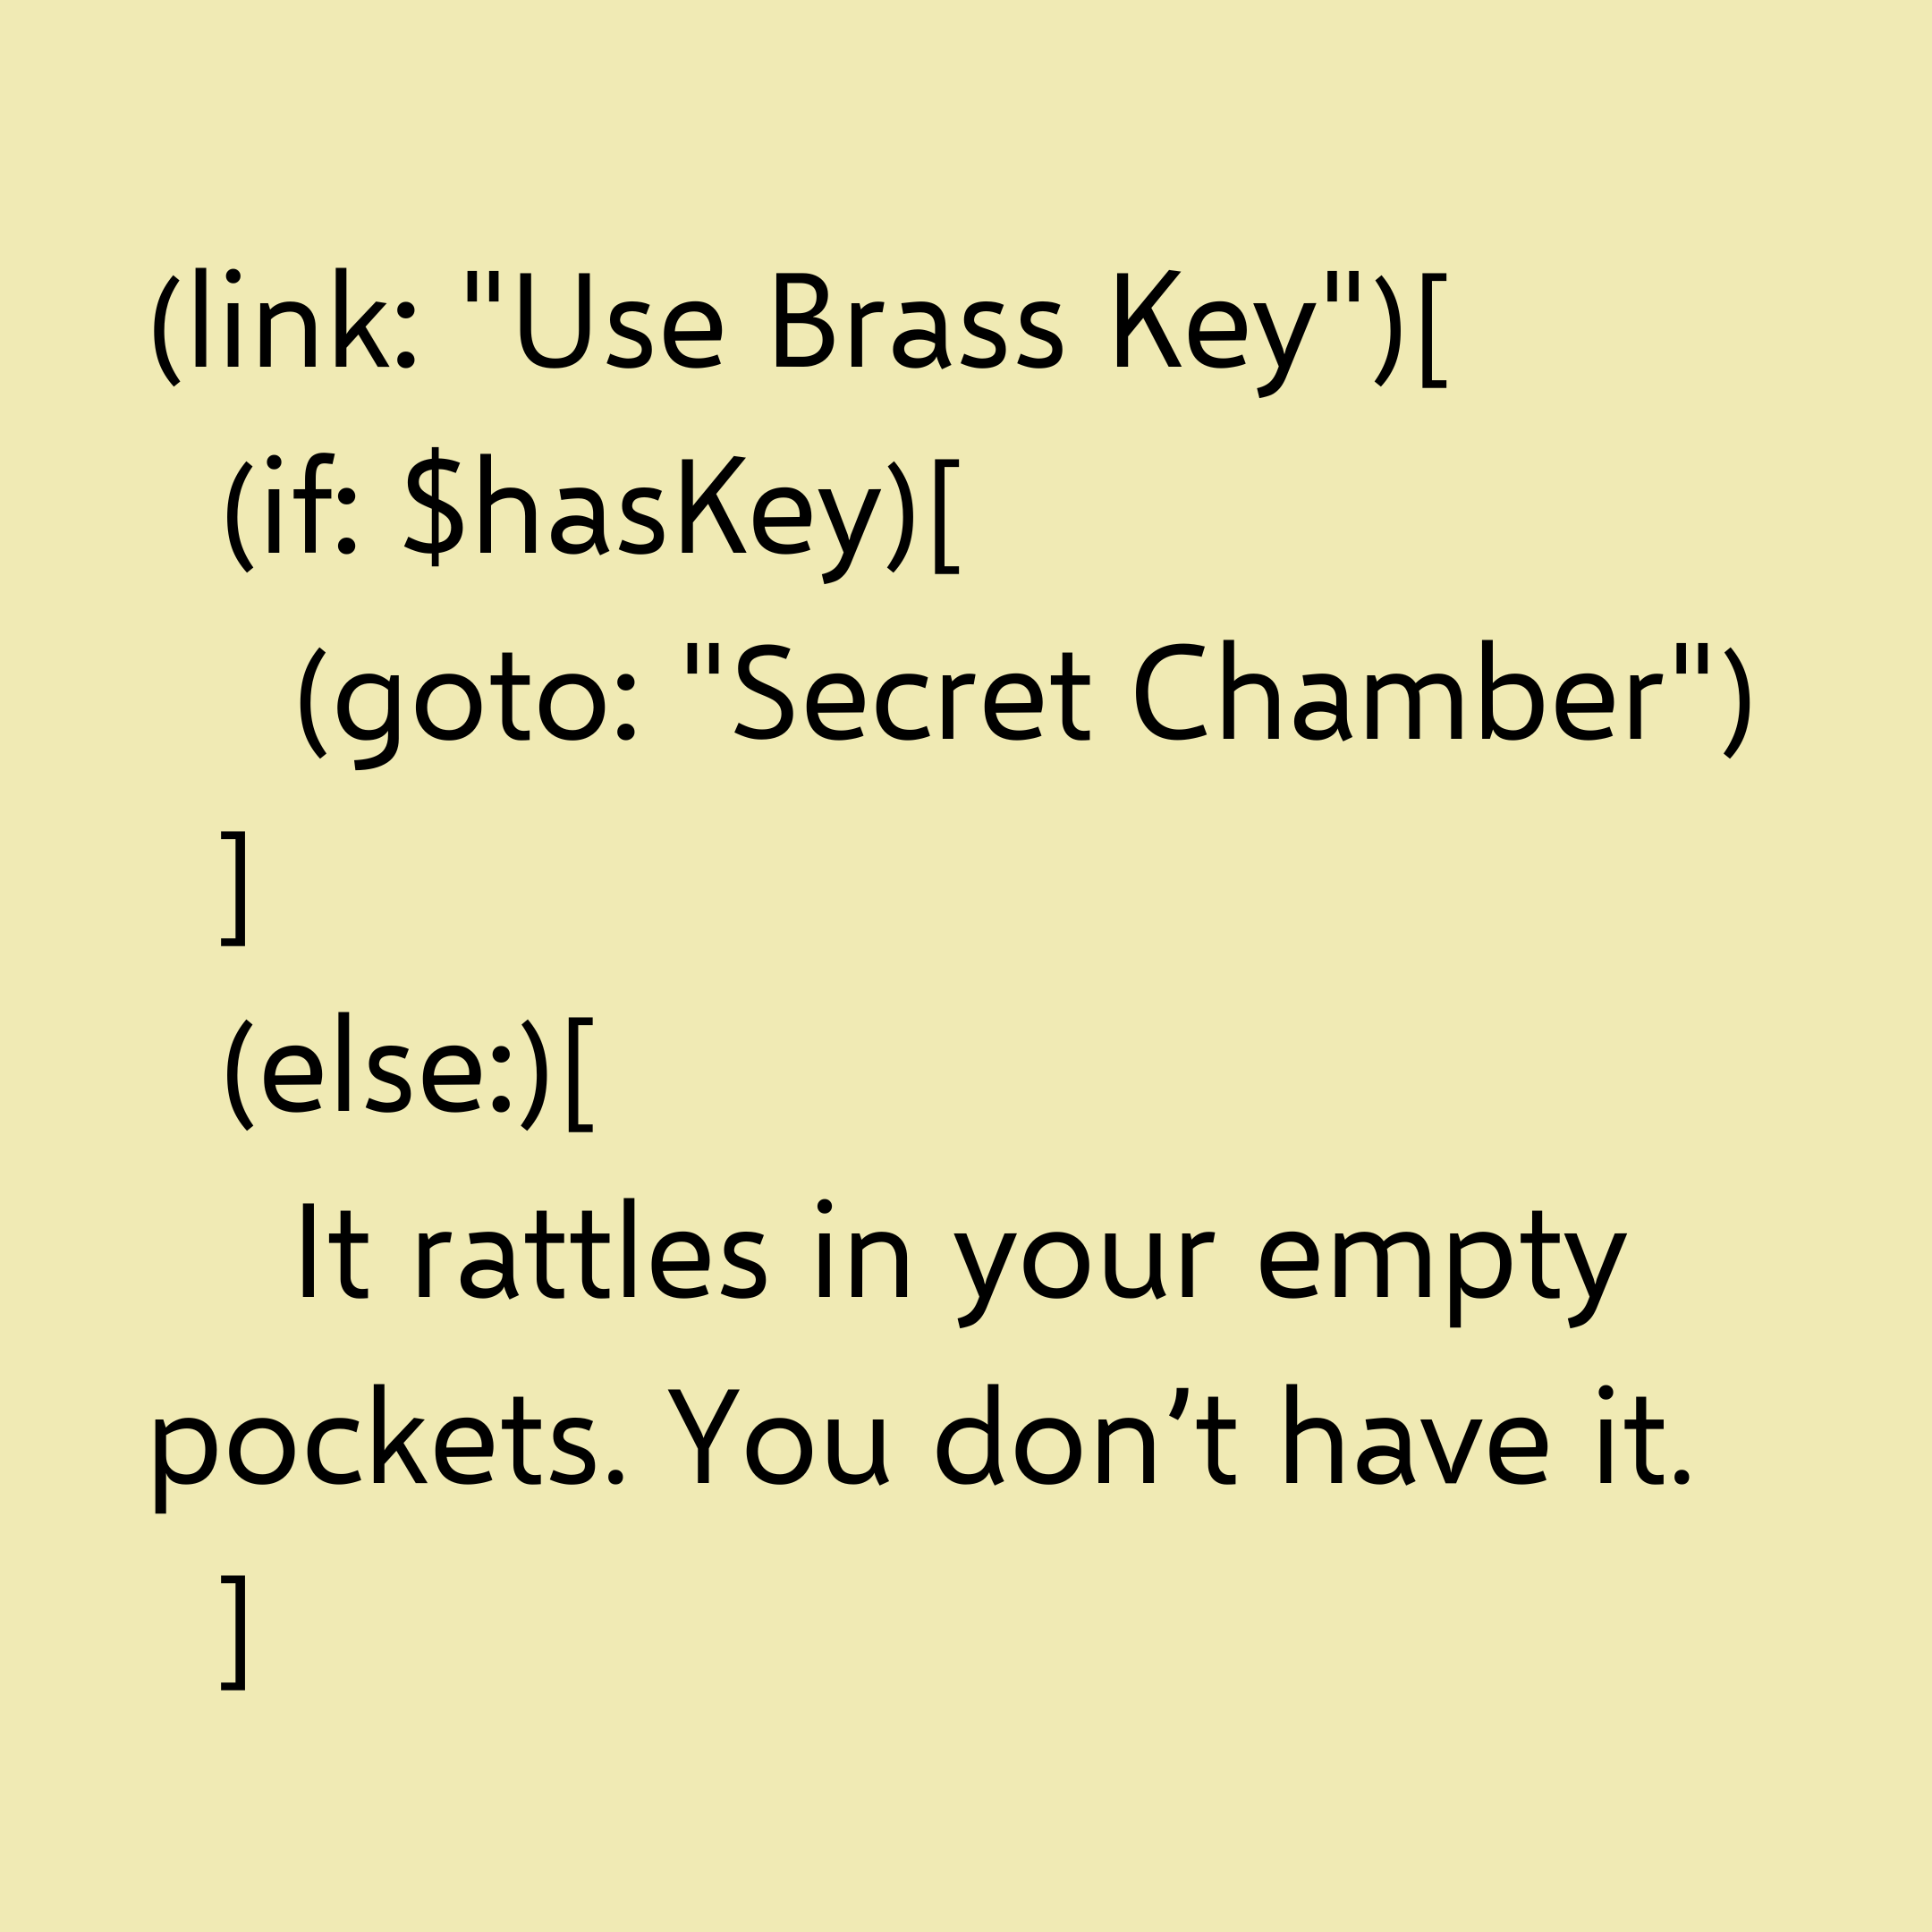 (link: "Use Brass Key")[
(if: $hasKey)[
(goto: "Secret Chamber")
]
(else:)[
It rattles in your empty
pockets. You don’t have it.
]